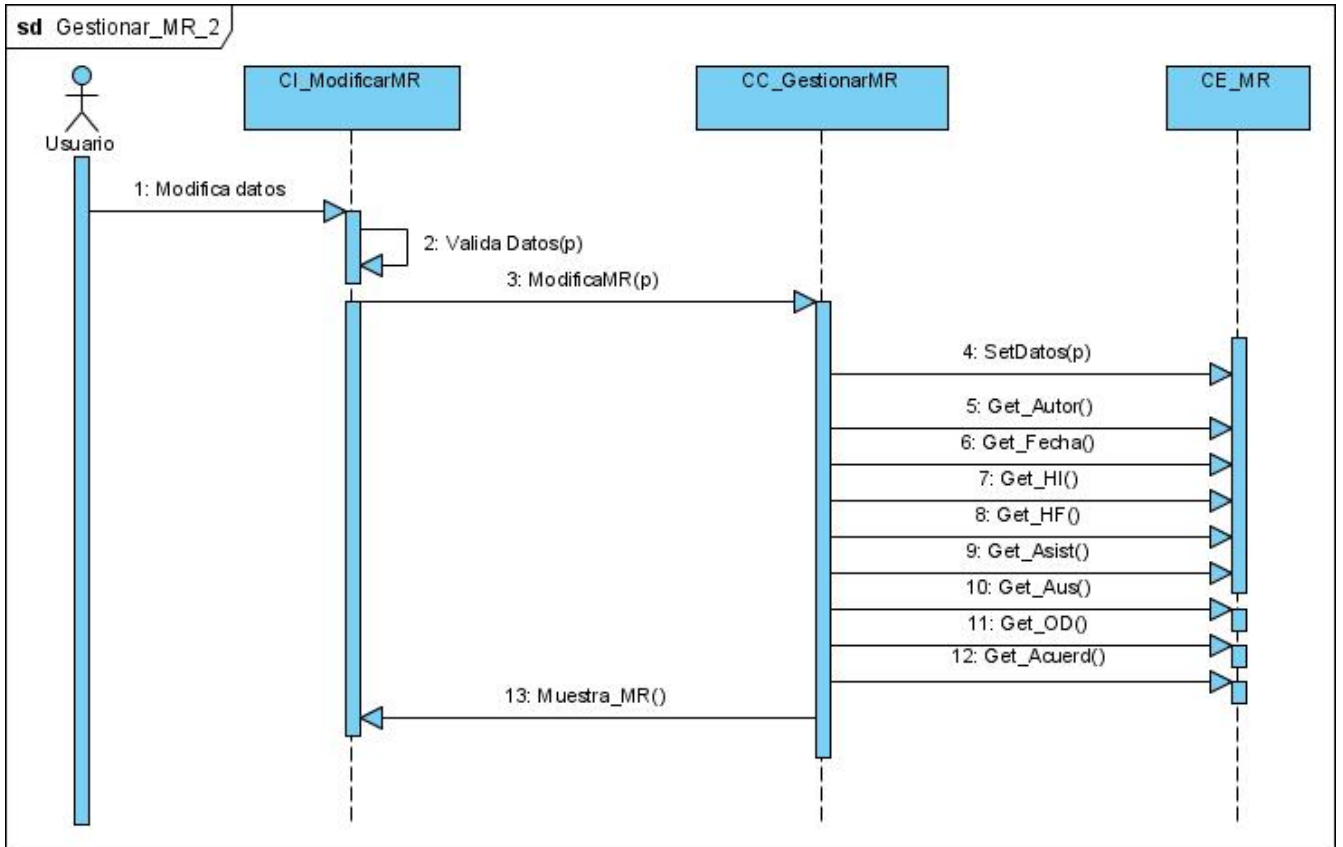 sd Gestionar_MR_2
CI_ModificarMR
CC_GestionarMR
CE_MR
Usuario
1: Modifica datos
2: Valida Datos(p)
3: ModificaMR(p)
4: SetDatos(p)
5: Get_Autor()
6: Get_Fecha()
7: Get_HI()
8: Get_HF()
9: Get_Asist()
10: Get_Aus()
11: Get_OD()
12: Get_Acuerd()
13: Muestra_MR()